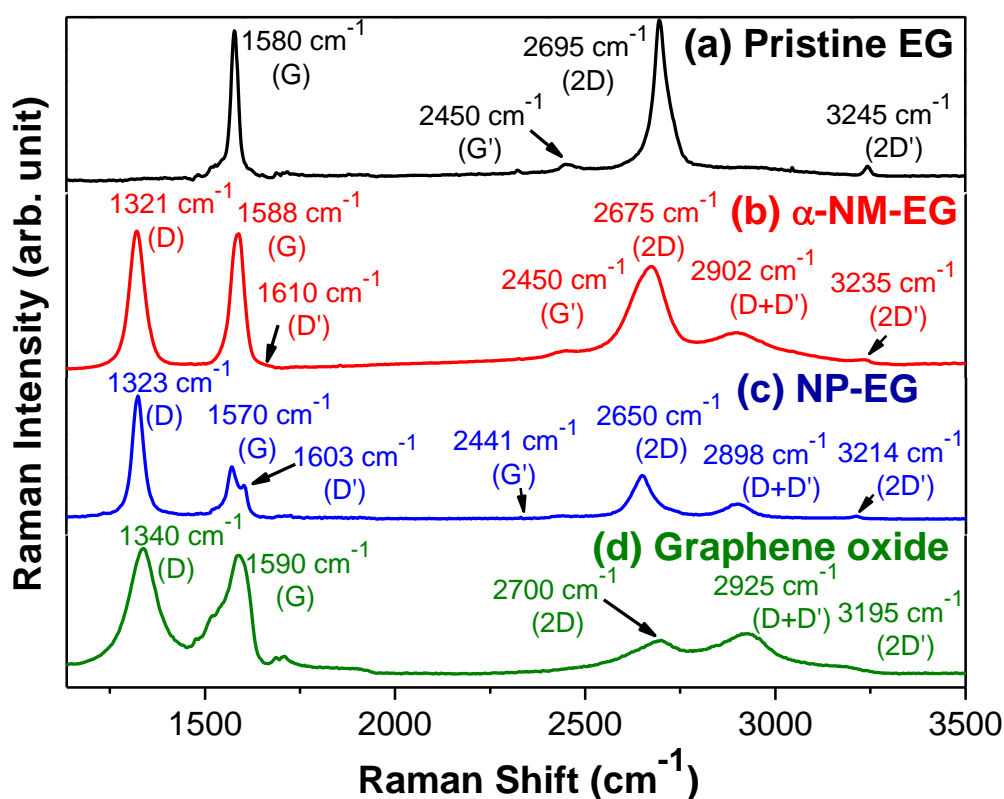 Raman Intensity (arb. unit)
(a) Pristine EG
1580 cm⁻¹
(G)
2450 cm⁻¹
(G')
2695 cm⁻¹
(2D)
3245 cm⁻¹
(2D')
(b) α-NM-EG
1321 cm⁻¹
(D)
1588 cm⁻¹
(G)
1610 cm⁻¹
(D')
2450 cm⁻¹
(G')
2675 cm⁻¹
(2D)
2902 cm⁻¹
(D+D')
3235 cm⁻¹
(2D')
(c) NP-EG
1323 cm⁻¹
(D)
1570 cm⁻¹
(G)
1603 cm⁻¹
(D')
2441 cm⁻¹
(G')
2650 cm⁻¹
(2D)
2898 cm⁻¹
(D+D')
3214 cm⁻¹
(2D')
(d) Graphene oxide
1340 cm⁻¹
(D)
1590 cm⁻¹
(G)
2700 cm⁻¹
(2D)
2925 cm⁻¹
(D+D')
3195 cm⁻¹
(2D')
1500 2000 2500 3000 3500
Raman Shift (cm⁻¹)